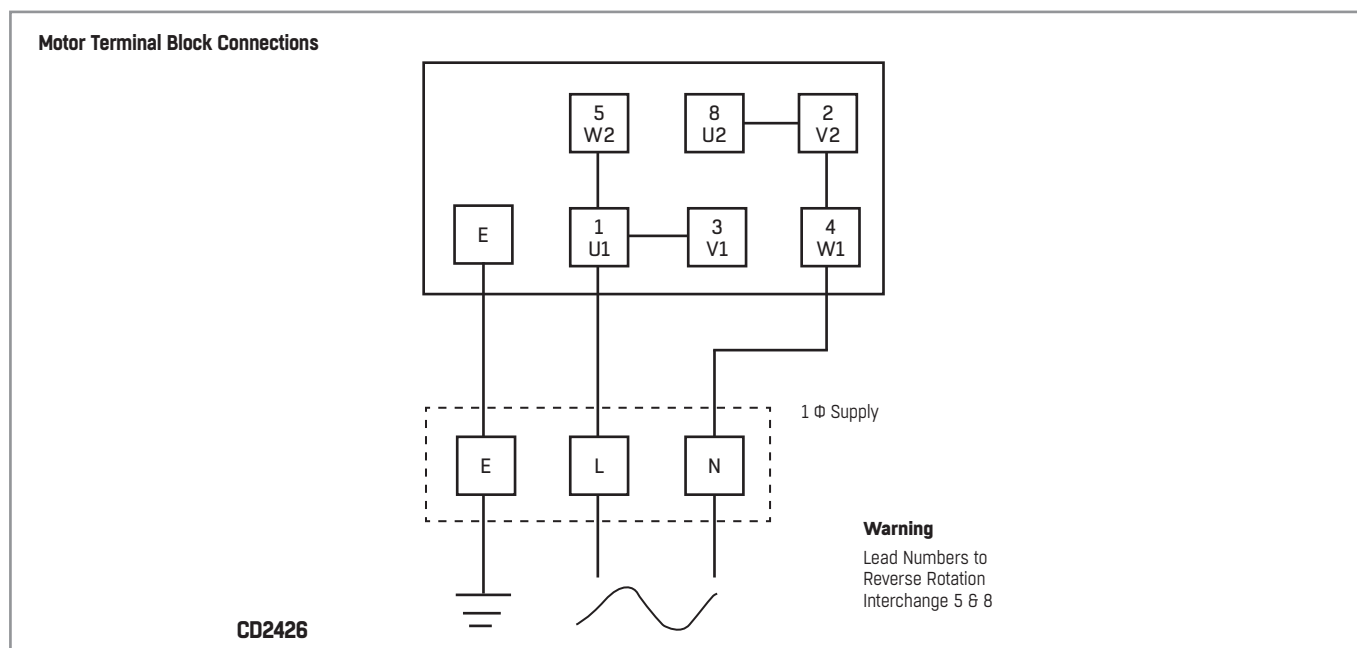 Motor Terminal Block Connections
5
W2
8
U2
2
V2
E
1
U1
3
V1
4
W1
1 Φ Supply
E
L
N
Warning
Lead Numbers to
Reverse Rotation
Interchange 5 & 8
CD2426